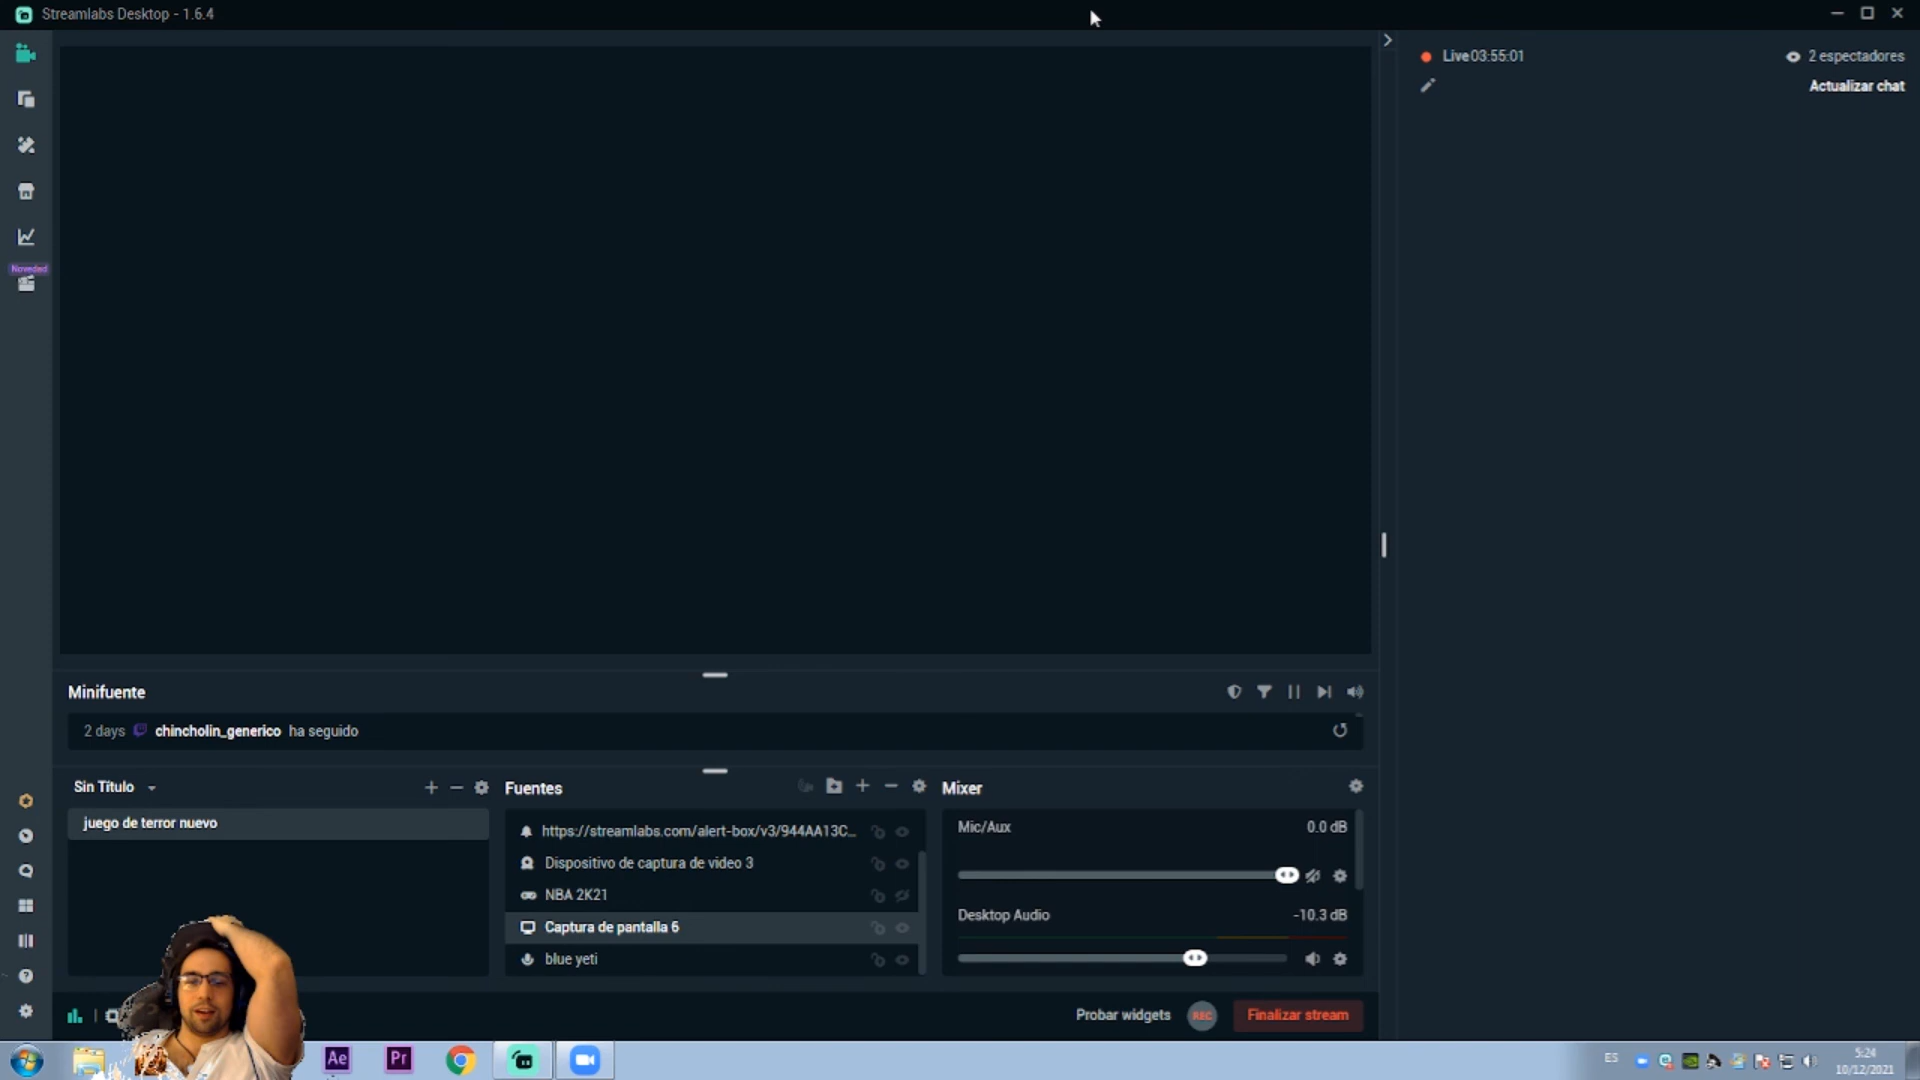 Streamlabs Desktop - 1.6.4
Live 03:55:01
2 espectadores
Actualizar chat
Novedad
Minifuente
2 days chincholin_generico ha seguido
Sin Título
juego de terror nuevo
Fuentes
https://streamlabs.com/alert-box/v3/944AA13C...
Dispositivo de captura de video 3
NBA 2K21
Captura de pantalla 6
blue yeti
Mixer
Mic/Aux 0.0 dB
Desktop Audio -10.3 dB
Probar widgets
REC
Finalizar stream
Ae
Pr
ES
5:24
10/12/2021